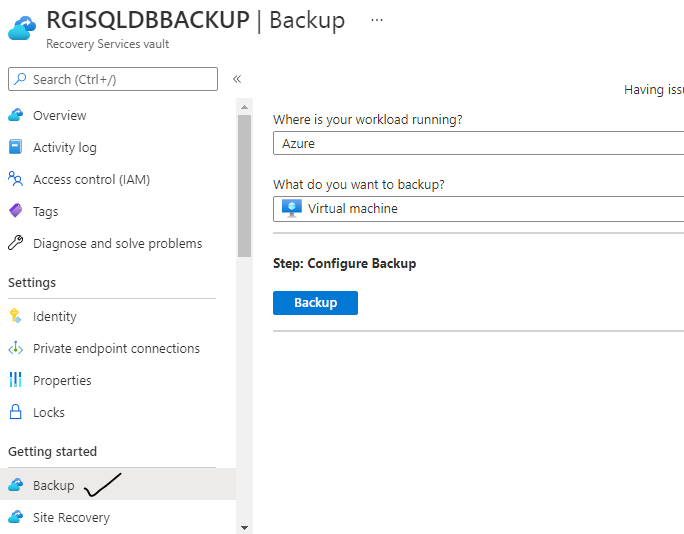 RGISQLDBBACKUP | Backup ...
Recovery Services vault
Search (Ctrl+/)
Overview
Activity log
Access control (IAM)
Tags
Diagnose and solve problems
Settings
Identity
Private endpoint connections
Properties
Locks
Getting started
Backup
Site Recovery
Having iss
Where is your workload running?
Azure
What do you want to backup?
Virtual machine
Step: Configure Backup
Backup